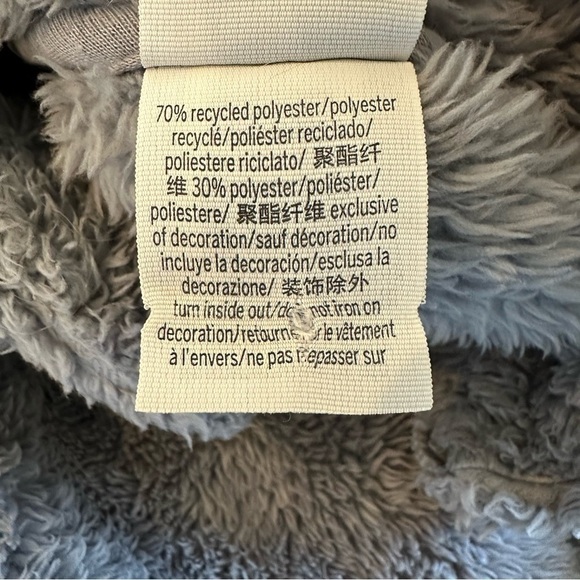 70% recycled polyester/polyester
recyclé/poliéster reciclado/
poliestere riciclato/ 聚酯纤
维 30% polyester/poliéster/
poliestere/ 聚酯纤维 exclusive
of decoration/sauf décoration/no
incluye la decoración/esclusa la
decorazione/ 装饰除外
turn inside out/do not iron on
decoration/retourner le vêtement
à l'envers/ne pas repasser sur